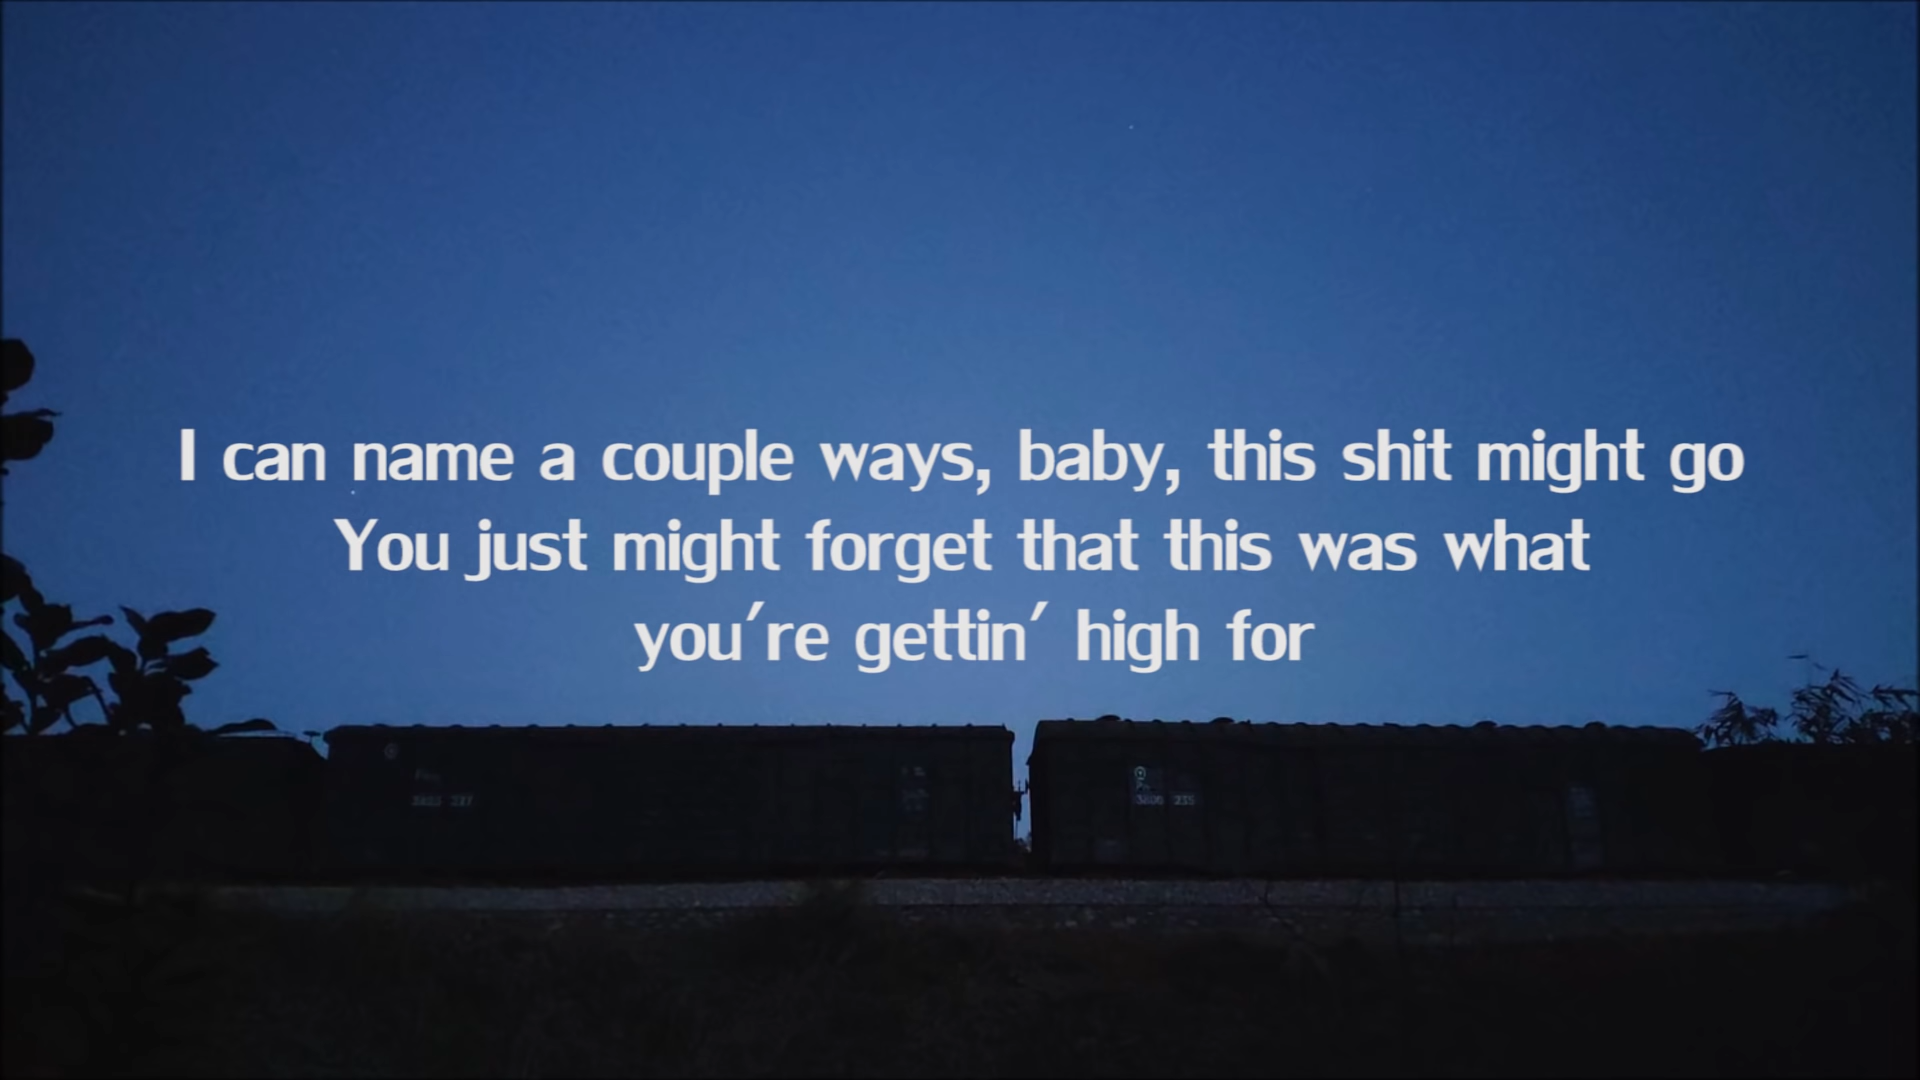 I can name a couple ways, baby, this shit might go
You just might forget that this was what
you're gettin' high for